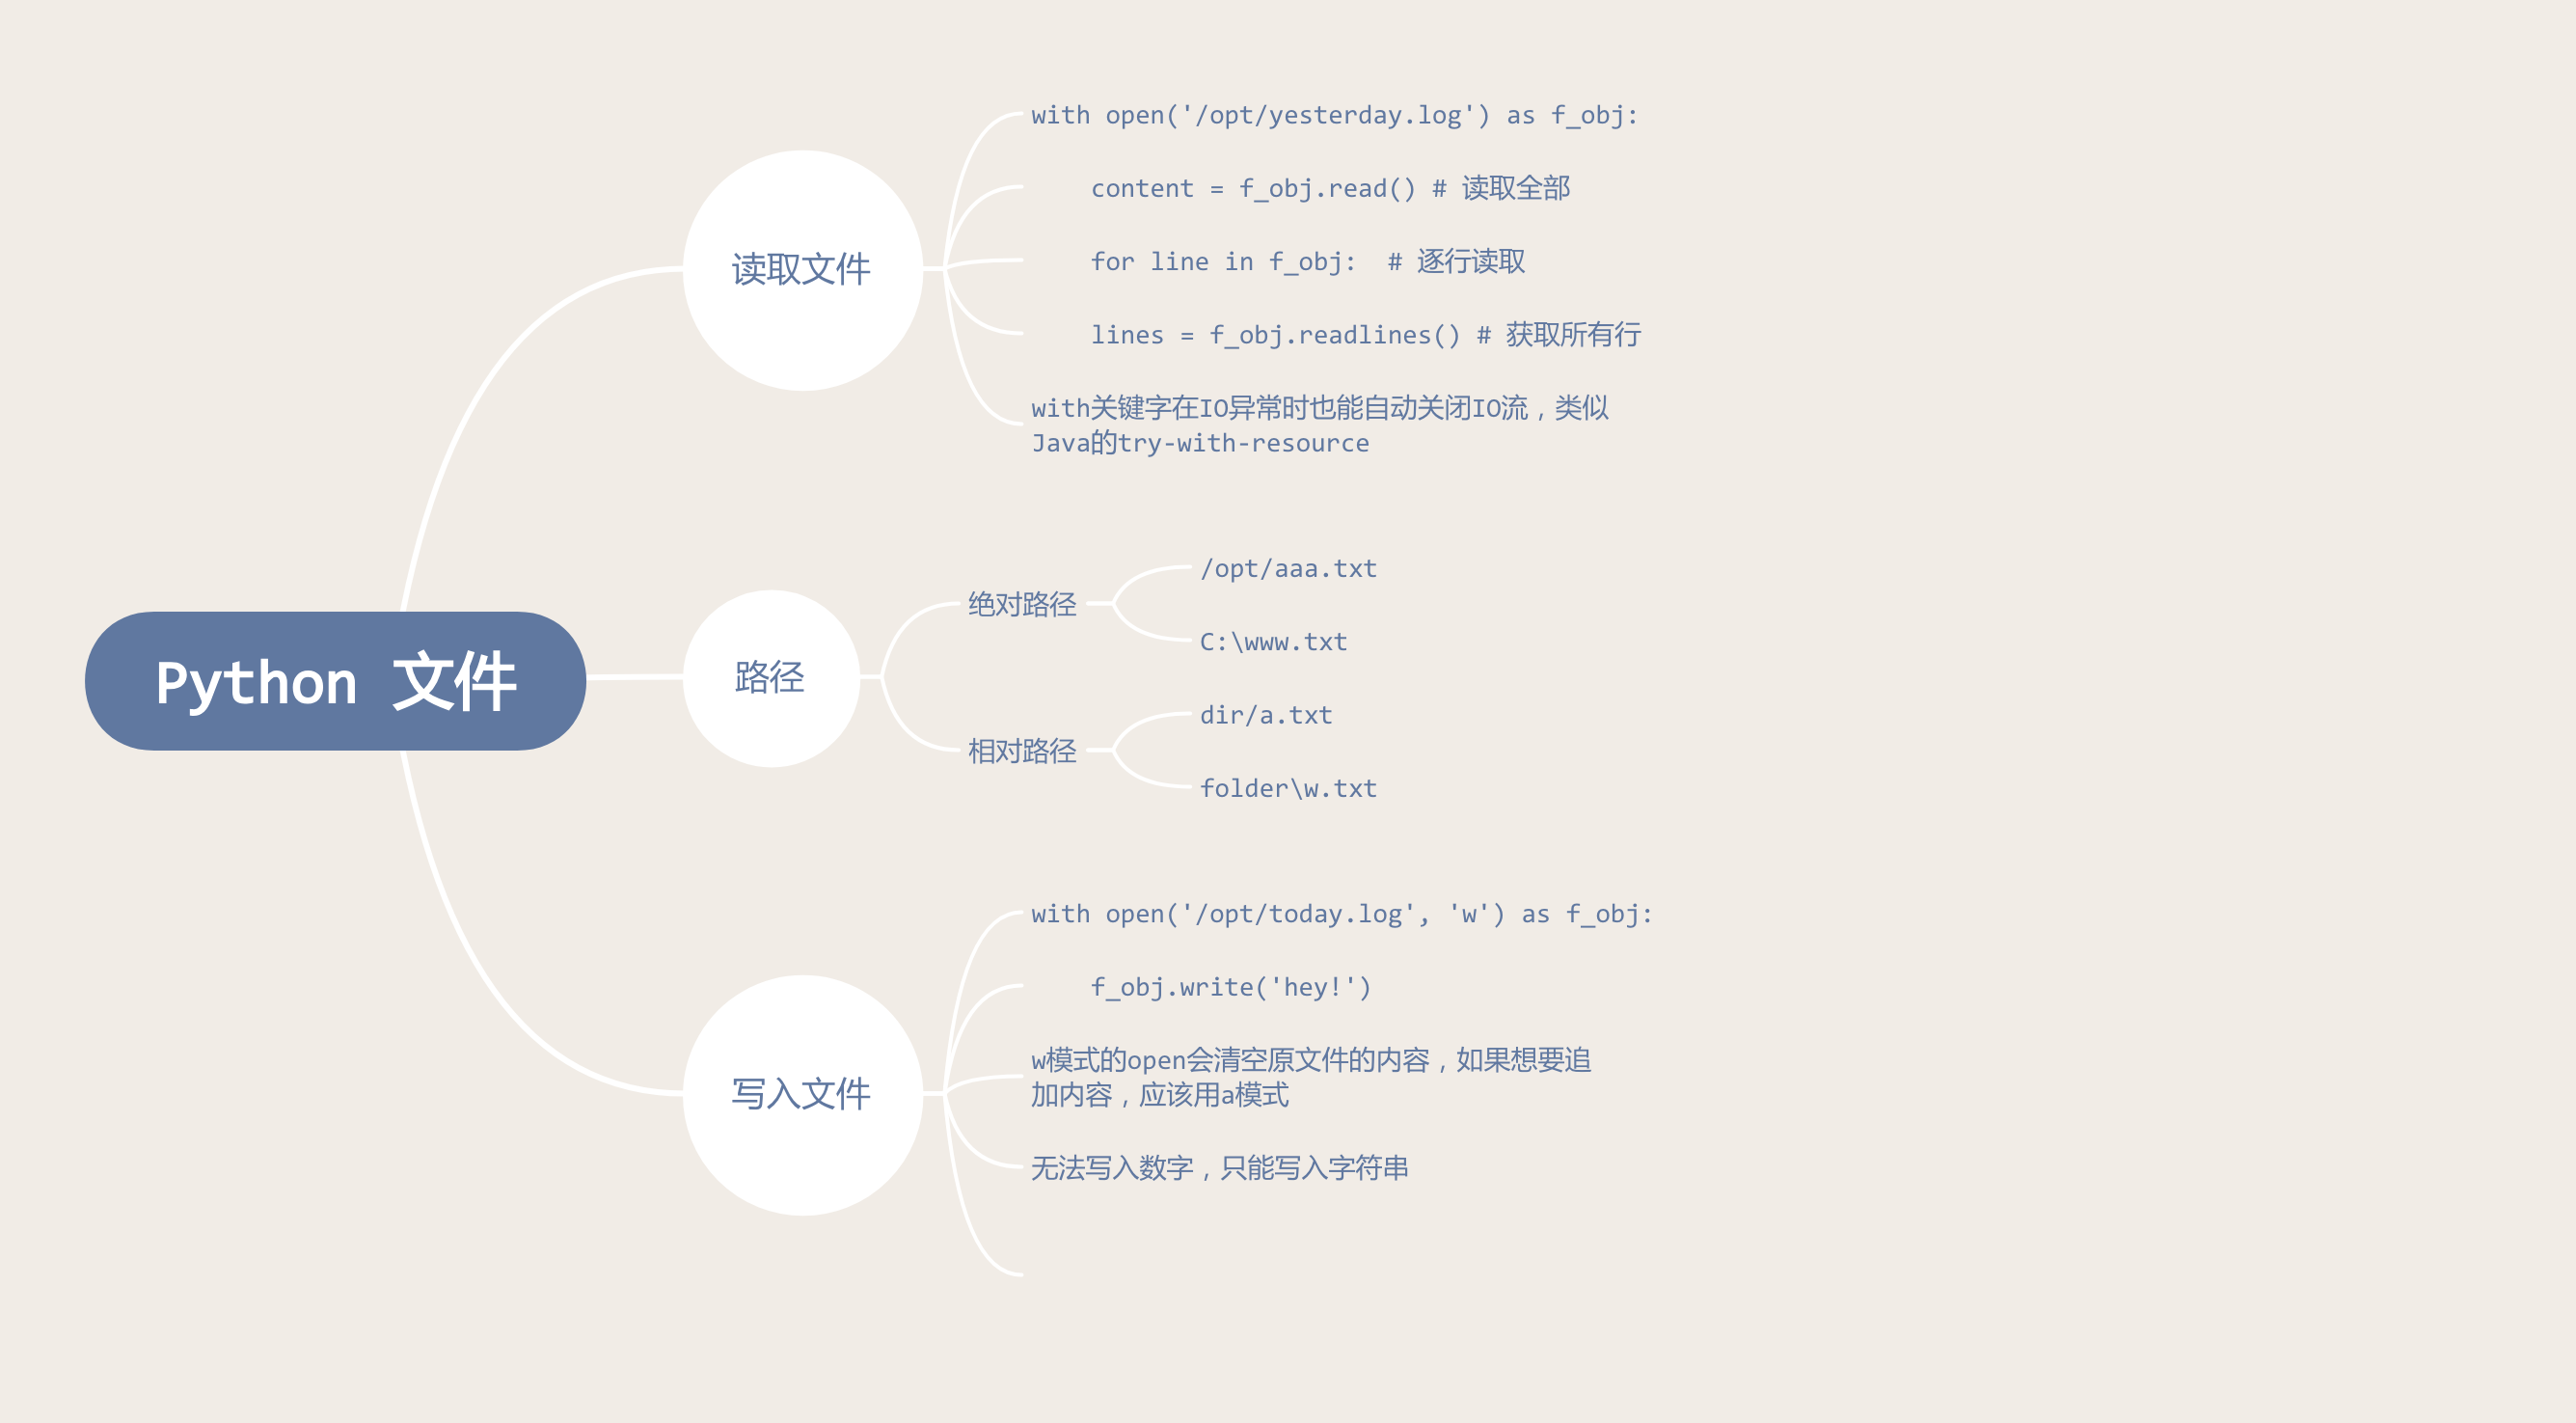 with open('/opt/yesterday.log') as f_obj:
content = f_obj.read() # 读取全部
读取文件
for line in f_obj:  # 逐行读取
lines = f_obj.readlines() # 获取所有行
with关键字在IO异常时也能自动关闭IO流，类似
Java的try-with-resource
Python 文件
路径
绝对路径
/opt/aaa.txt
C:\www.txt
相对路径
dir/a.txt
folder\w.txt
with open('/opt/today.log', 'w') as f_obj:
f_obj.write('hey!')
写入文件
w模式的open会清空原文件的内容，如果想要追
加内容，应该用a模式
无法写入数字，只能写入字符串